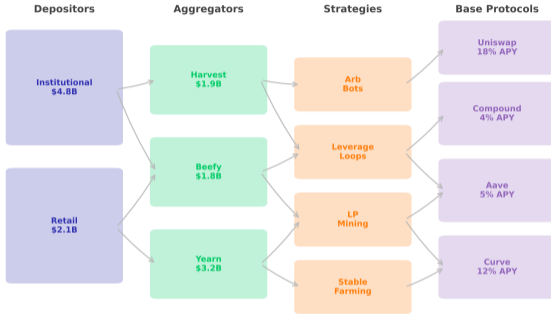 Depositors
Aggregators
Strategies
Base Protocols
Institutional
$4.8B
Retail
$2.1B
Harvest
$1.9B
Beefy
$1.8B
Yearn
$3.2B
Arb
Bots
Leverage
Loops
LP
Mining
Stable
Farming
Uniswap
18% APY
Compound
4% APY
Aave
5% APY
Curve
12% APY